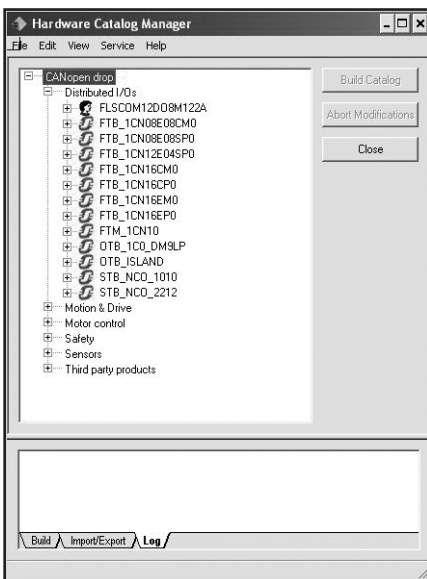 Hardware Catalog Manager
File Edit View Service Help
CANopen drop
Distributed I/Os
FLSCOM12DO8M122A
FTB_1CN08E08CM0
FTB_1CN08E08SP0
FTB_1CN12E04SP0
FTB_1CN16CM0
FTB_1CN16CP0
FTB_1CN16EM0
FTB_1CN16EP0
FTM_1CN10
OTB_1C0_DM9LP
OTB_ISLAND
STB_NCO_1010
STB_NCO_2212
Motion & Drive
Motor control
Safety
Sensors
Third party products
Build Catalog
Abort Modifications
Close
Build Import/Export Log